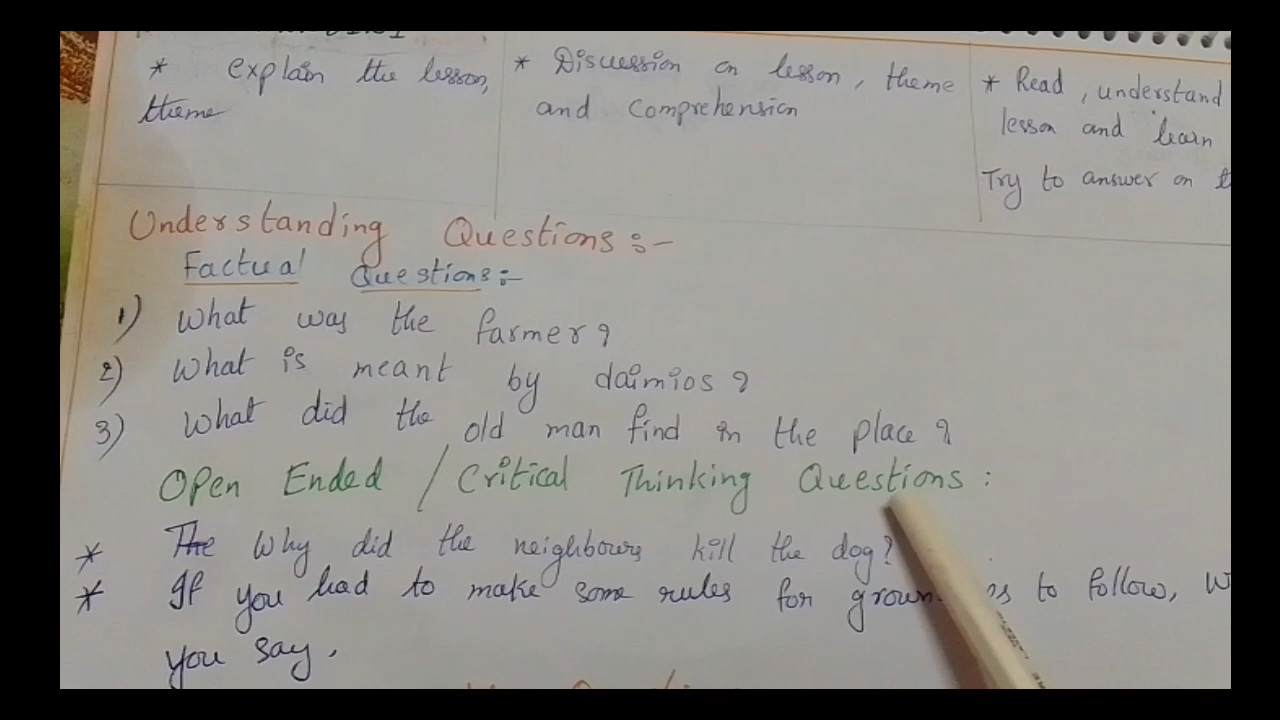 * explain the lesson,
theme
* Discussion on lesson, theme
and Comprehension
* Read, understand
lesson and learn
Try to answer on
Understanding Questions:-
Factual Questions:-
1) What was the farmer?
2) What is meant by daimios?
3) What did the old man find in the place?
Open Ended / Critical Thinking Questions:
* The Why did the neighbours kill the dog?
* If you had to make some rules for to follow,
you say.